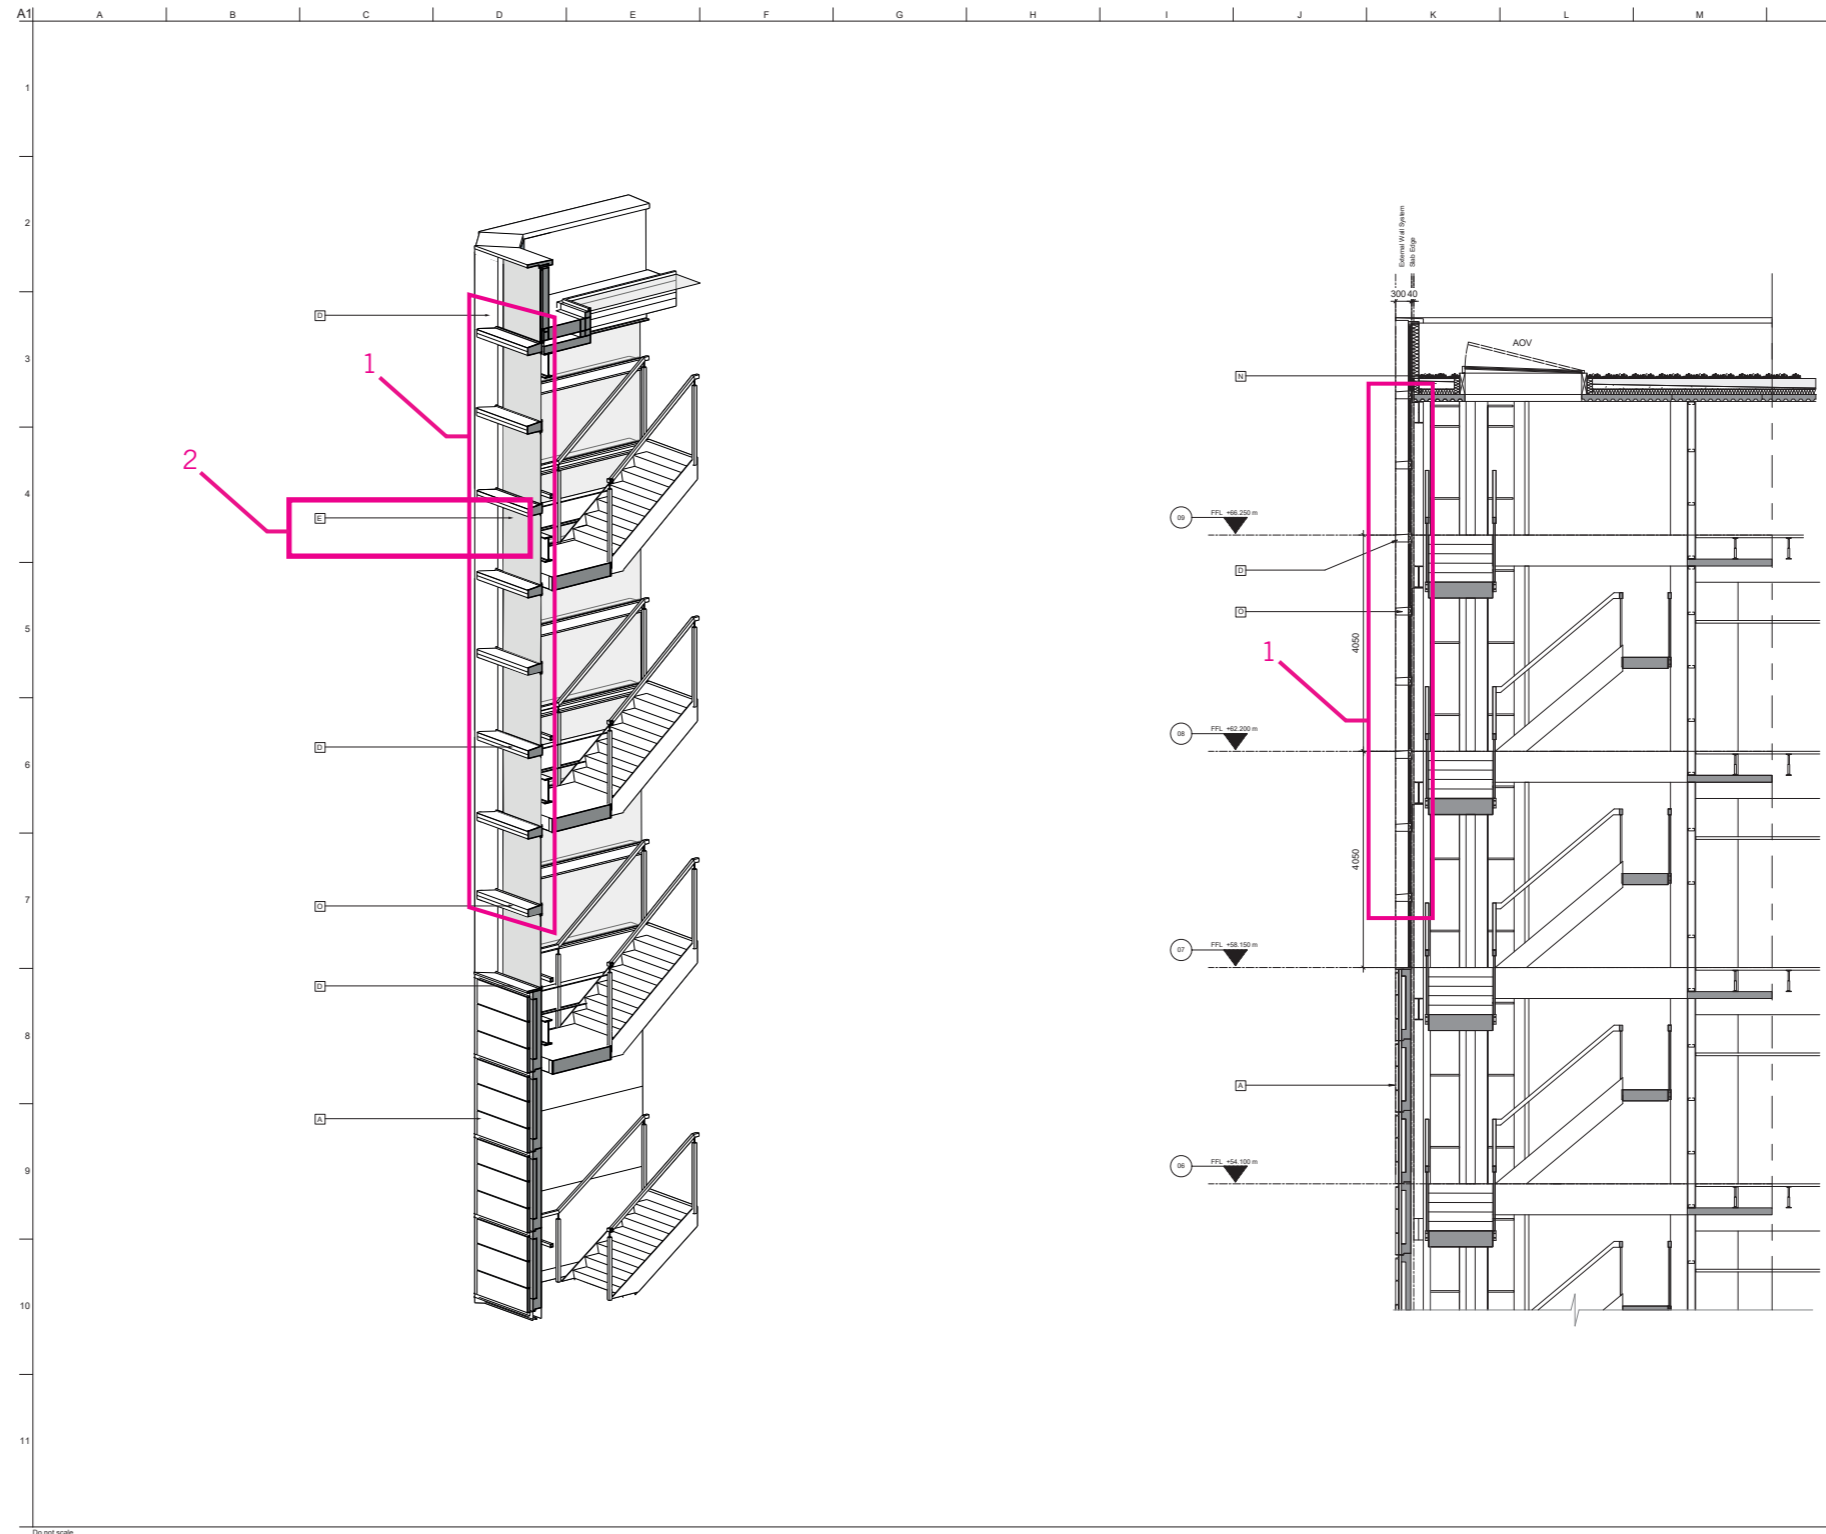 A1 A B C D E F G H I J K L M
1
2
3
4
5
6
7
8
9
10
11
D
1
2
E
D
O
D
A
External Wall System
Slab Edge
300 40
AOV
N
09 FFL +66.250 m
D
O
4050
1
08 FFL +62.200 m
4050
07 FFL +58.150 m
A
06 FFL +54.100 m
Do not scale